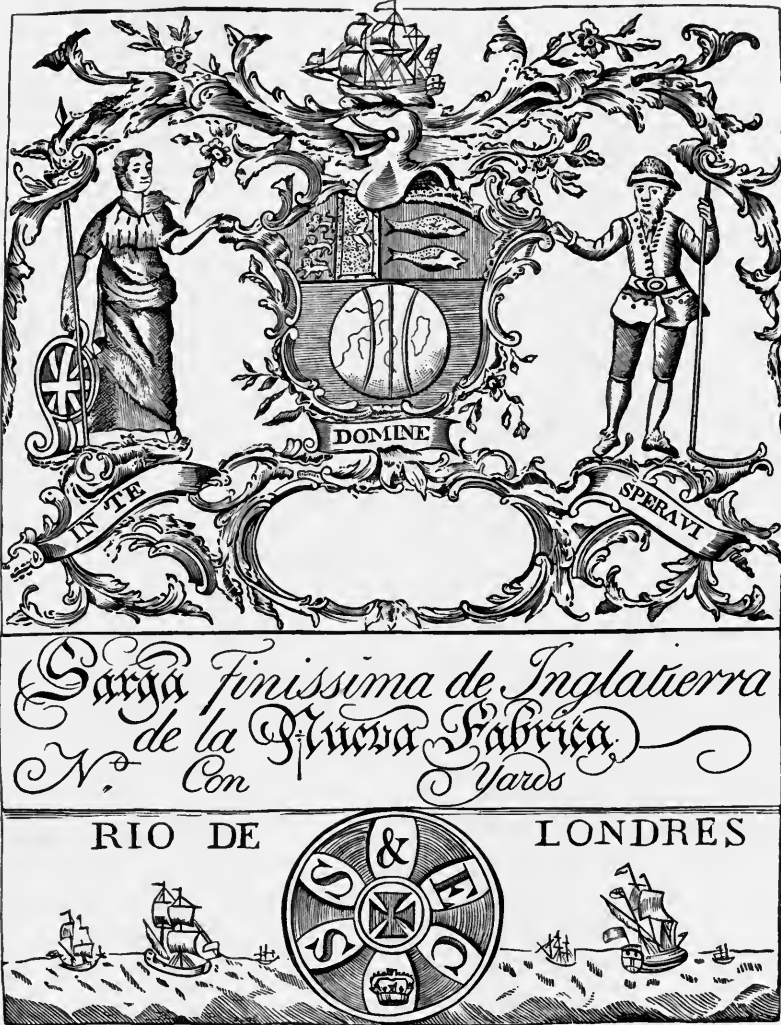 DOMINE
IN TE
SPERAVI
Sarga Finissima de Inglatierra
de la Nueva Fabrica
N.o Con Yards
RIO DE LONDRES
S S & E C